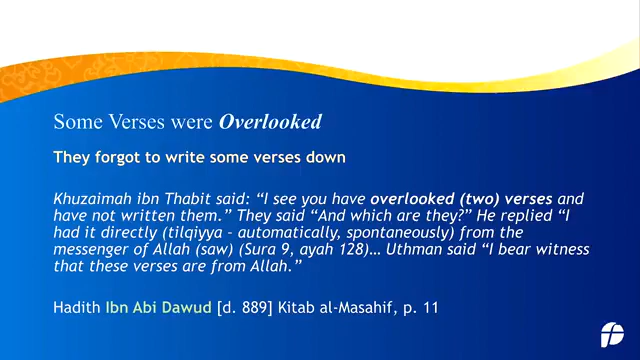 Some Verses were Overlooked
They forgot to write some verses down
Khuzaimah ibn Thabit said: “I see you have overlooked (two) verses and
have not written them.” They said “And which are they?” He replied “I
had it directly (tilqiyya – automatically, spontaneously) from the
messenger of Allah (saw) (Sura 9, ayah 128)… Uthman said “I bear witness
that these verses are from Allah.”
Hadith Ibn Abi Dawud [d. 889] Kitab al-Masahif, p. 11